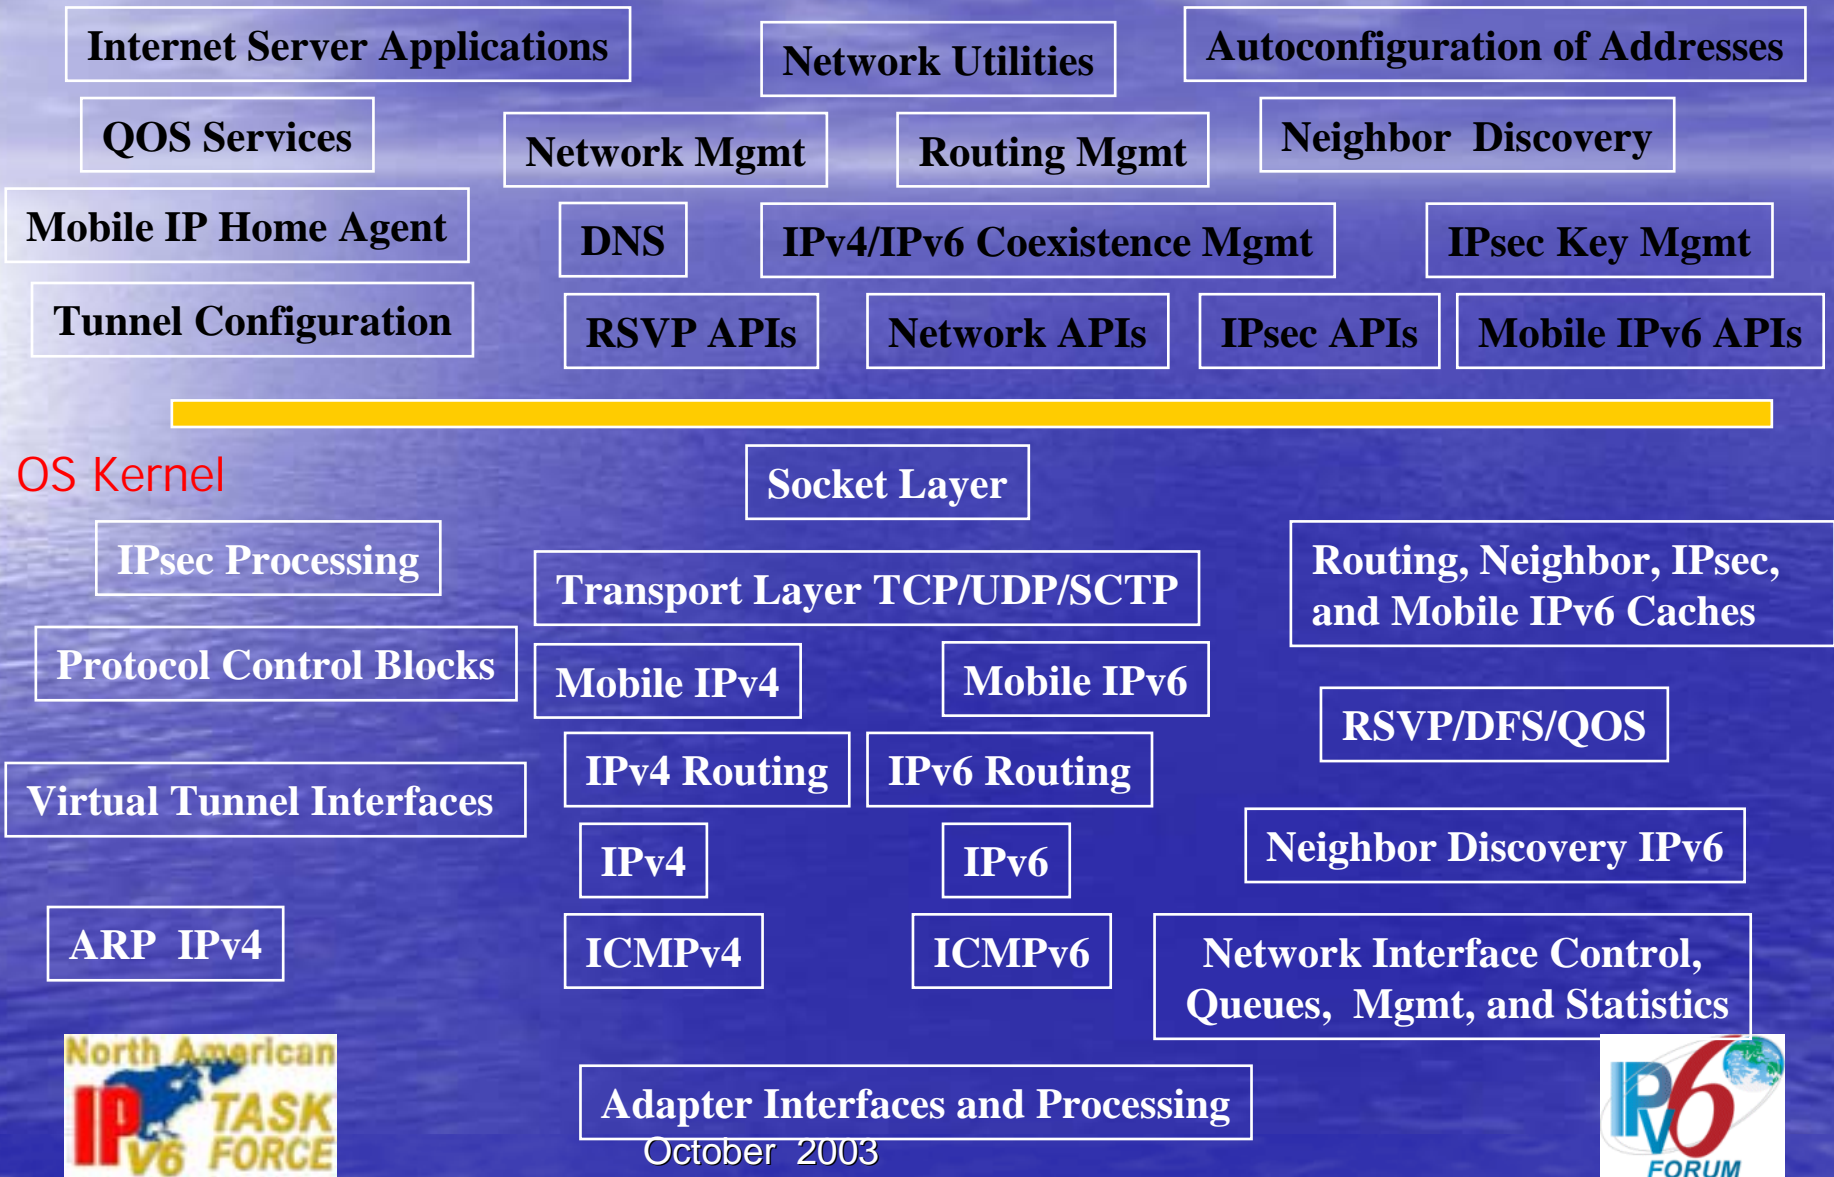 Internet Server Applications
Network Utilities
Autoconfiguration of Addresses
QOS Services
Network Mgmt
Routing Mgmt
Neighbor Discovery
Mobile IP Home Agent
DNS
IPv4/IPv6 Coexistence Mgmt
IPsec Key Mgmt
Tunnel Configuration
RSVP APIs
Network APIs
IPsec APIs
Mobile IPv6 APIs
OS Kernel
Socket Layer
IPsec Processing
Transport Layer TCP/UDP/SCTP
Routing, Neighbor, IPsec,
and Mobile IPv6 Caches
Protocol Control Blocks
Mobile IPv4
Mobile IPv6
RSVP/DFS/QOS
IPv4 Routing
IPv6 Routing
Virtual Tunnel Interfaces
IPv4
IPv6
Neighbor Discovery IPv6
ARP IPv4
ICMPv4
ICMPv6
Network Interface Control,
Queues, Mgmt, and Statistics
North American
IPv6 TASK
FORCE
Adapter Interfaces and Processing
October 2003
IPv6
FORUM